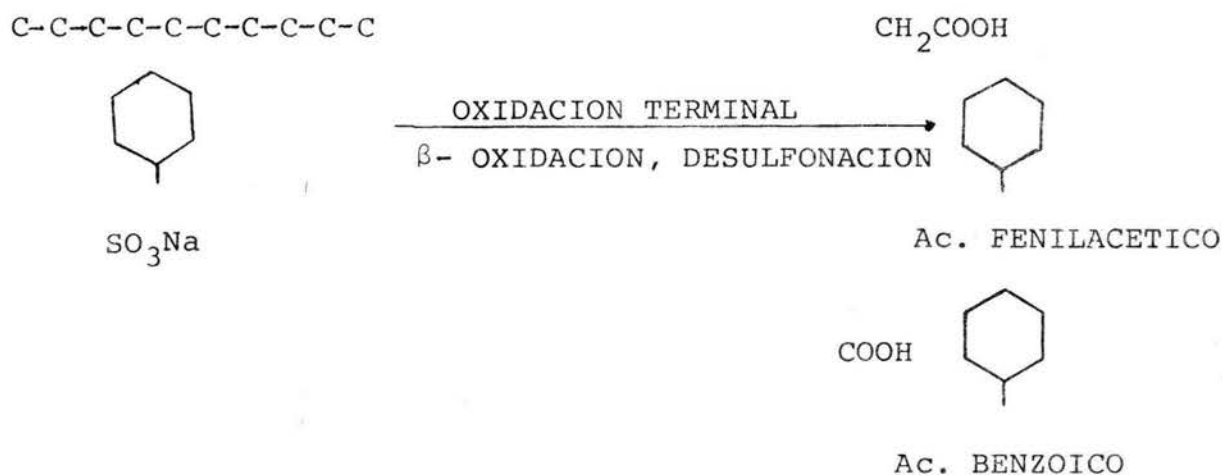 C-C-C-C-C-C-C-C-C-C
CH2COOH
OXIDACION TERMINAL
β- OXIDACION, DESULFONACION
SO3Na
Ac. FENILACETICO
COOH
Ac. BENZOICO